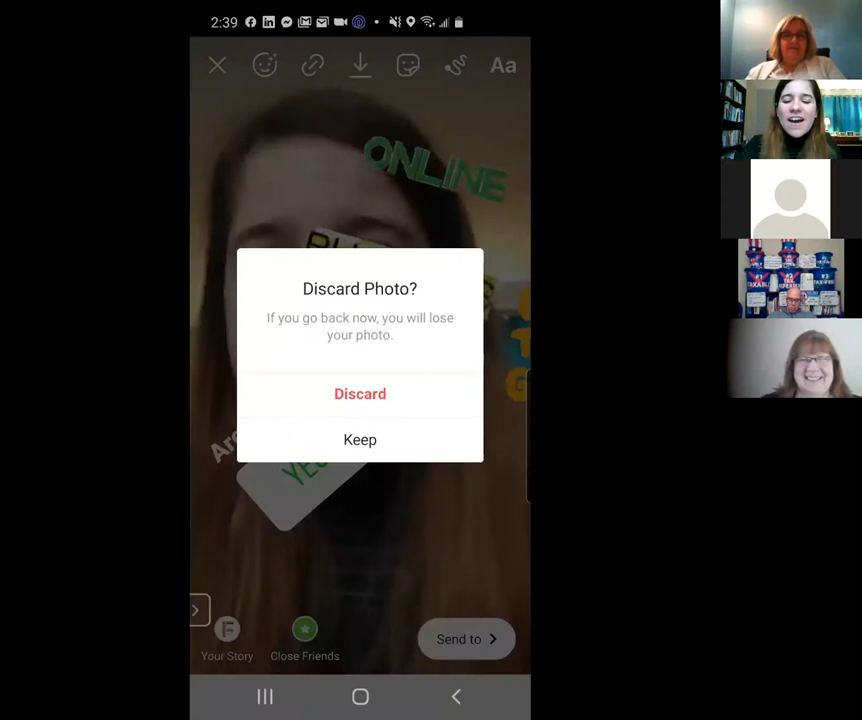 2:39
Aa
ONLINE
Discard Photo?
If you go back now, you will lose
your photo.
Discard
Keep
YES
Your Story
Close Friends
Send to